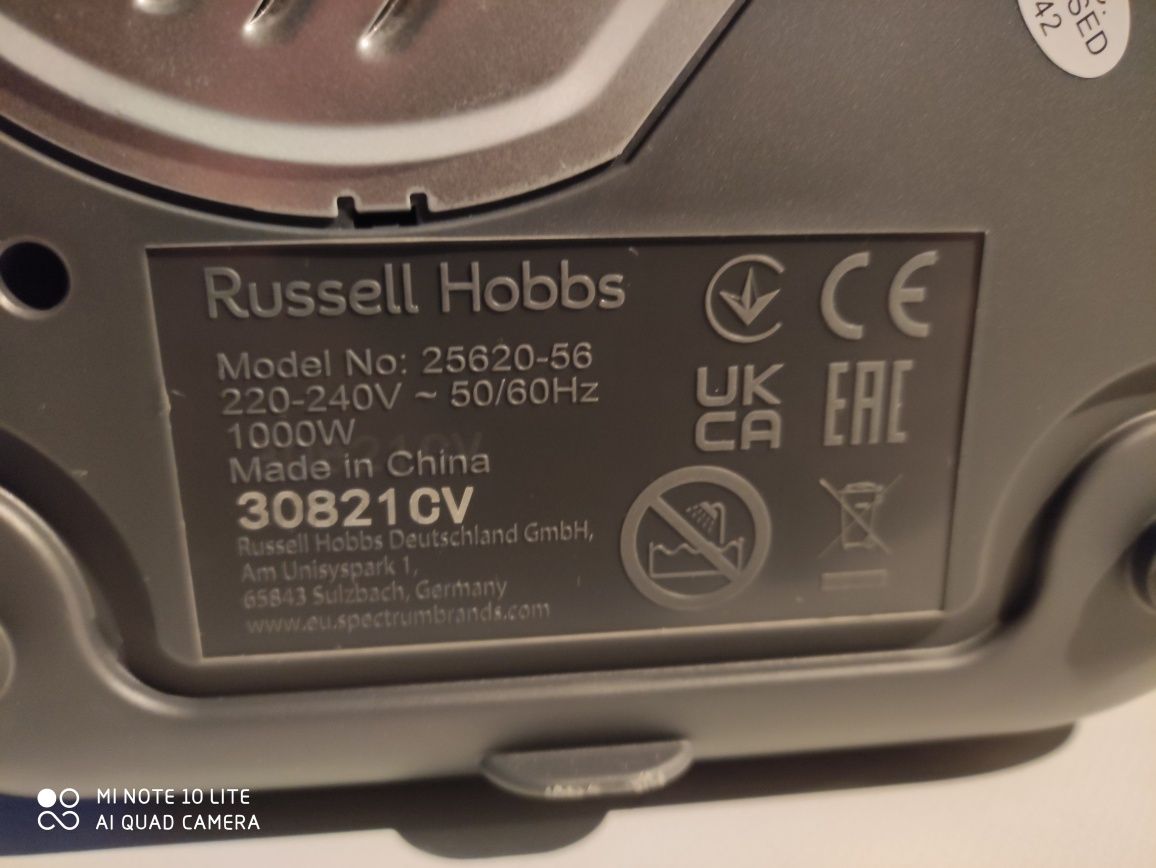 SED
42
Russell Hobbs
Model No: 25620-56
220-240V ~ 50/60Hz
1000W
Made in China
30821CV
Russell Hobbs Deutschland GmbH,
Am Unisyspark 1,
65843 Sulzbach, Germany
www.eu.spectrumbrands.com
CE
UK
CA
EAC
MI NOTE 10 LITE
AI QUAD CAMERA